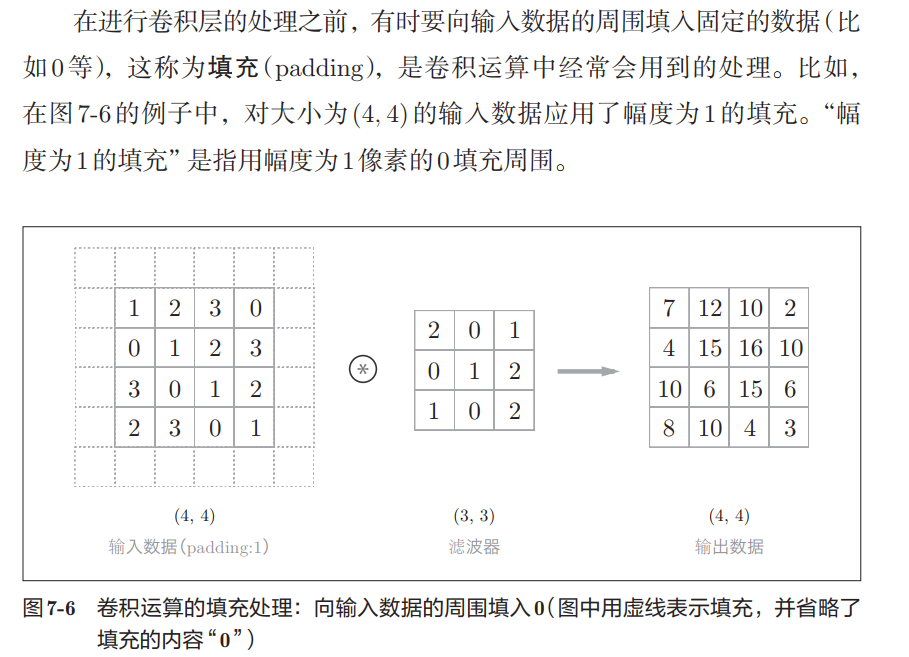 在进行卷积层的处理之前，有时要向输入数据的周围填入固定的数据（比
如0等），这称为填充（padding），是卷积运算中经常会用到的处理。比如，
在图7-6的例子中，对大小为(4, 4)的输入数据应用了幅度为1的填充。“幅
度为1的填充”是指用幅度为1像素的0填充周围。
1 2 3 0
0 1 2 3
3 0 1 2
2 3 0 1
(4, 4)
输入数据(padding:1)
*
2 0 1
0 1 2
1 0 2
(3, 3)
滤波器
7 12 10 2
4 15 16 10
10 6 15 6
8 10 4 3
(4, 4)
输出数据
图7-6 卷积运算的填充处理：向输入数据的周围填入0（图中用虚线表示填充，并省略了
填充的内容“0”）